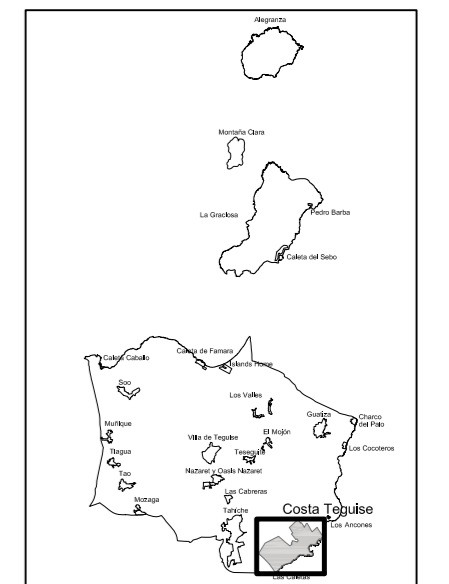 Alegranza
Montaña Clara
La Graciosa
Pedro Barba
Caleta del Sebo
Caleta Caballo
Caleta de Famara
Islands Home
Soo
Los Valles
Guatiza
Charco
del Palo
Muñique
El Mojón
Villa de Teguise
Los Cocoteros
Teseguite
Tiagua
Nazaret y Oasis Nazaret
Tao
Las Cabreras
Mozaga
Tahiche
Costa Teguise
Los Ancones
Las Caletas